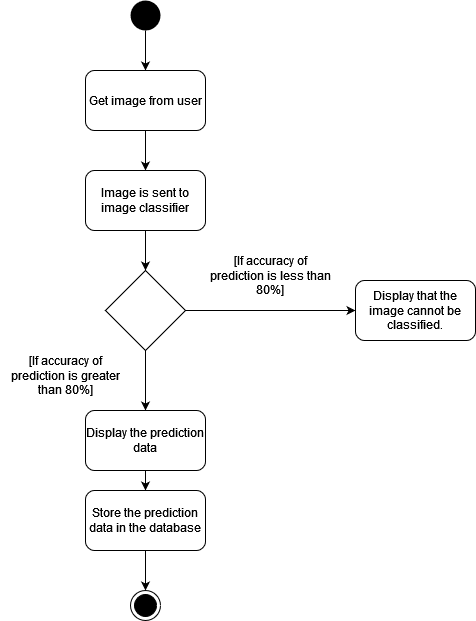 Get image from user
Image is sent to
image classifier
[If accuracy of
prediction is less than
80%]
Display that the
image cannot be
classified.
[If accuracy of
prediction is greater
than 80%]
Display the prediction
data
Store the prediction
data in the database